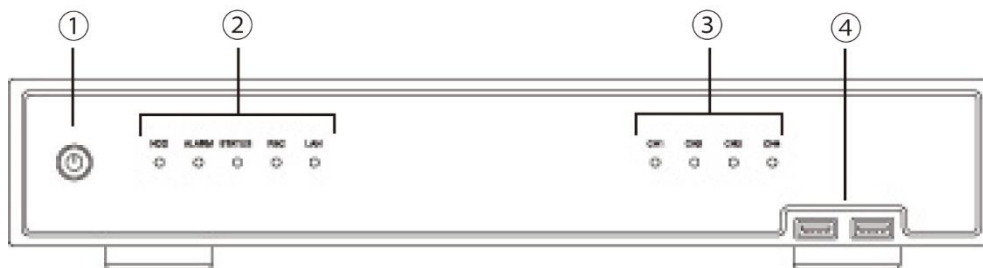 ① ② ③ ④
HDD ALARM STATUS REC LAN CH1 CH2 CH3 CH4